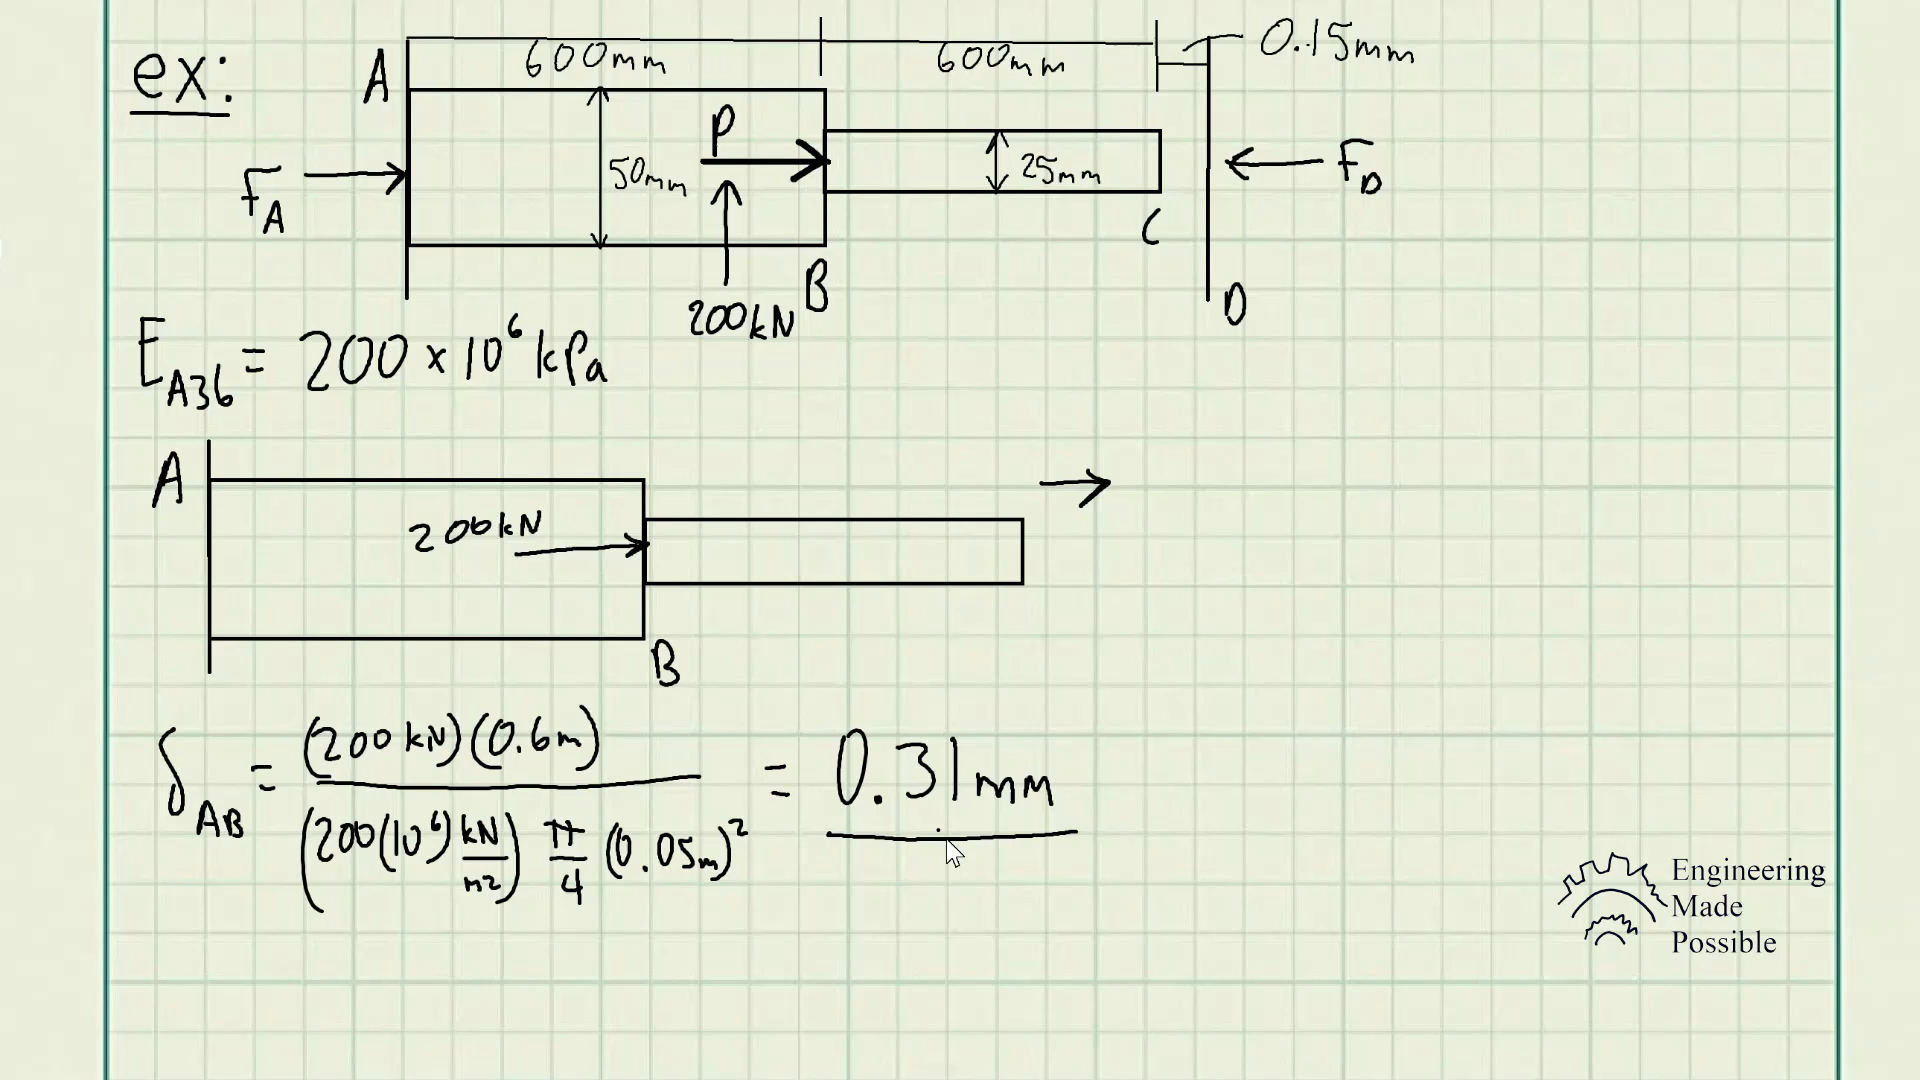 600mm 600mm 0.15mm
ex: A
P
F_A 50mm 25mm F_D
C
B
200kN D
E_A36 = 200 × 10^6 kPa
A
200kN
B
δ_AB = (200 kN)(0.6m) / (200(10^6) kN/m2) π/4 (0.05m)^2 = 0.31mm
Engineering
Made
Possible